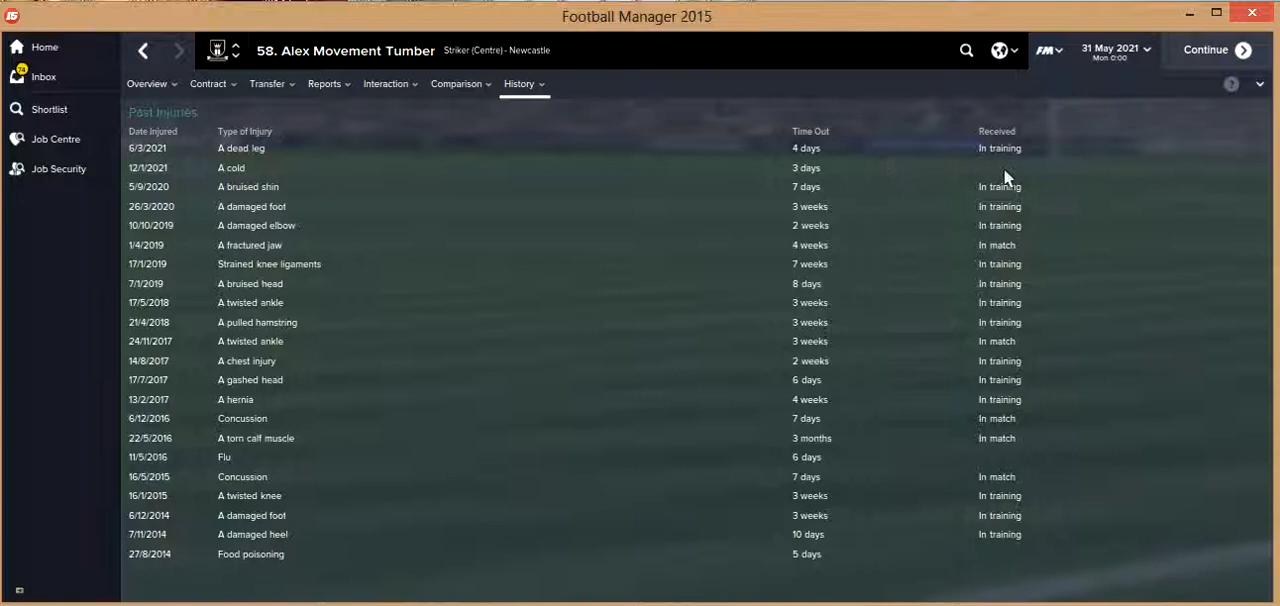 15 Football Manager 2015
Home 58. Alex Movement Tumber Striker (Centre) - Newcastle FM 31 May 2021 Mon 0:00 Continue
74 Inbox
Overview Contract Transfer Reports Interaction Comparison History ?
Shortlist
Job Centre
Job Security
Past Injuries
Date Injured Type of Injury Time Out Received
6/3/2021 A dead leg 4 days In training
12/1/2021 A cold 3 days
5/9/2020 A bruised shin 7 days In training
26/3/2020 A damaged foot 3 weeks In training
10/10/2019 A damaged elbow 2 weeks In training
1/4/2019 A fractured jaw 4 weeks In match
17/1/2019 Strained knee ligaments 7 weeks In training
7/1/2019 A bruised head 8 days In training
17/5/2018 A twisted ankle 3 weeks In training
21/4/2018 A pulled hamstring 3 weeks In training
24/11/2017 A twisted ankle 3 weeks In match
14/8/2017 A chest injury 2 weeks In training
17/7/2017 A gashed head 6 days In training
13/2/2017 A hernia 4 weeks In training
6/12/2016 Concussion 7 days In match
22/5/2016 A torn calf muscle 3 months In match
11/5/2016 Flu 6 days
16/5/2015 Concussion 7 days In match
16/1/2015 A twisted knee 3 weeks In training
6/12/2014 A damaged foot 3 weeks In training
7/11/2014 A damaged heel 10 days In training
27/8/2014 Food poisoning 5 days